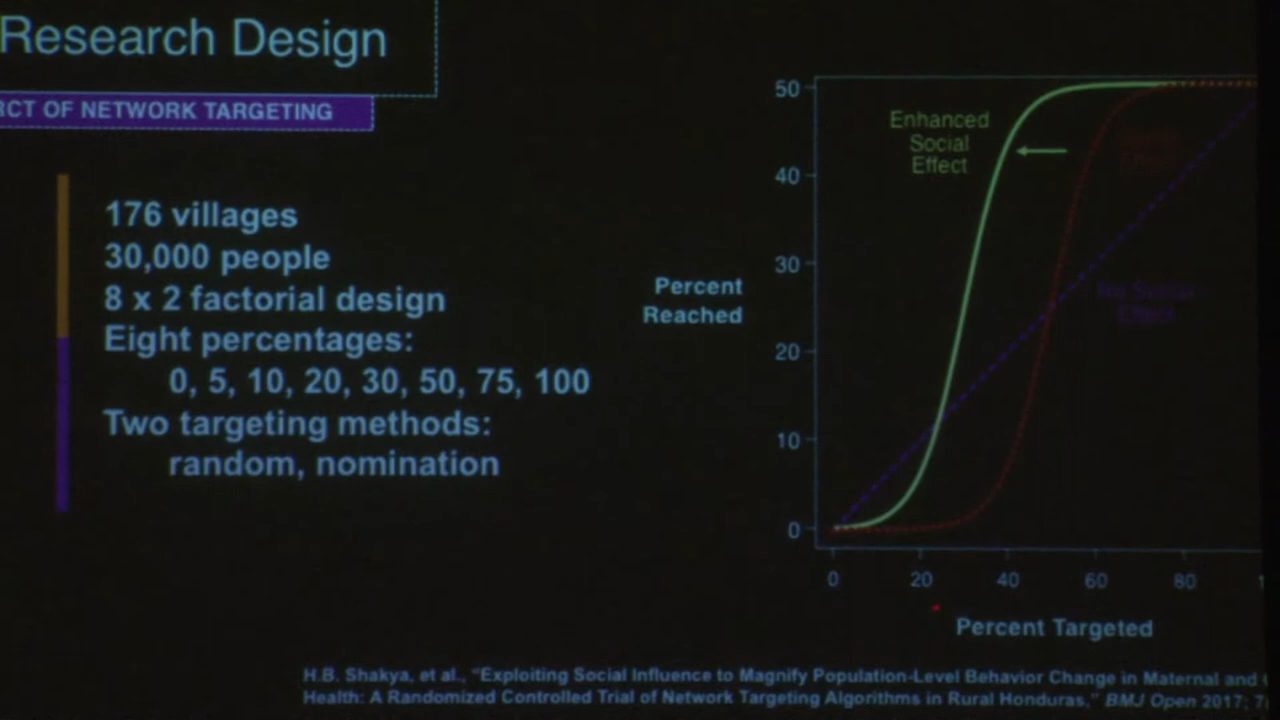 Research Design
RCT OF NETWORK TARGETING
176 villages
30,000 people
8 x 2 factorial design
Eight percentages:
0, 5, 10, 20, 30, 50, 75, 100
Two targeting methods:
random, nomination
50
40
30
20
10
0
Enhanced
Social
Effect
No Social
Effect
Percent
Reached
0 20 40 60 80
Percent Targeted
H.B. Shakya, et al., "Exploiting Social Influence to Magnify Population-Level Behavior Change in Maternal and
Health: A Randomized Controlled Trial of Network Targeting Algorithms in Rural Honduras," BMJ Open 2017;